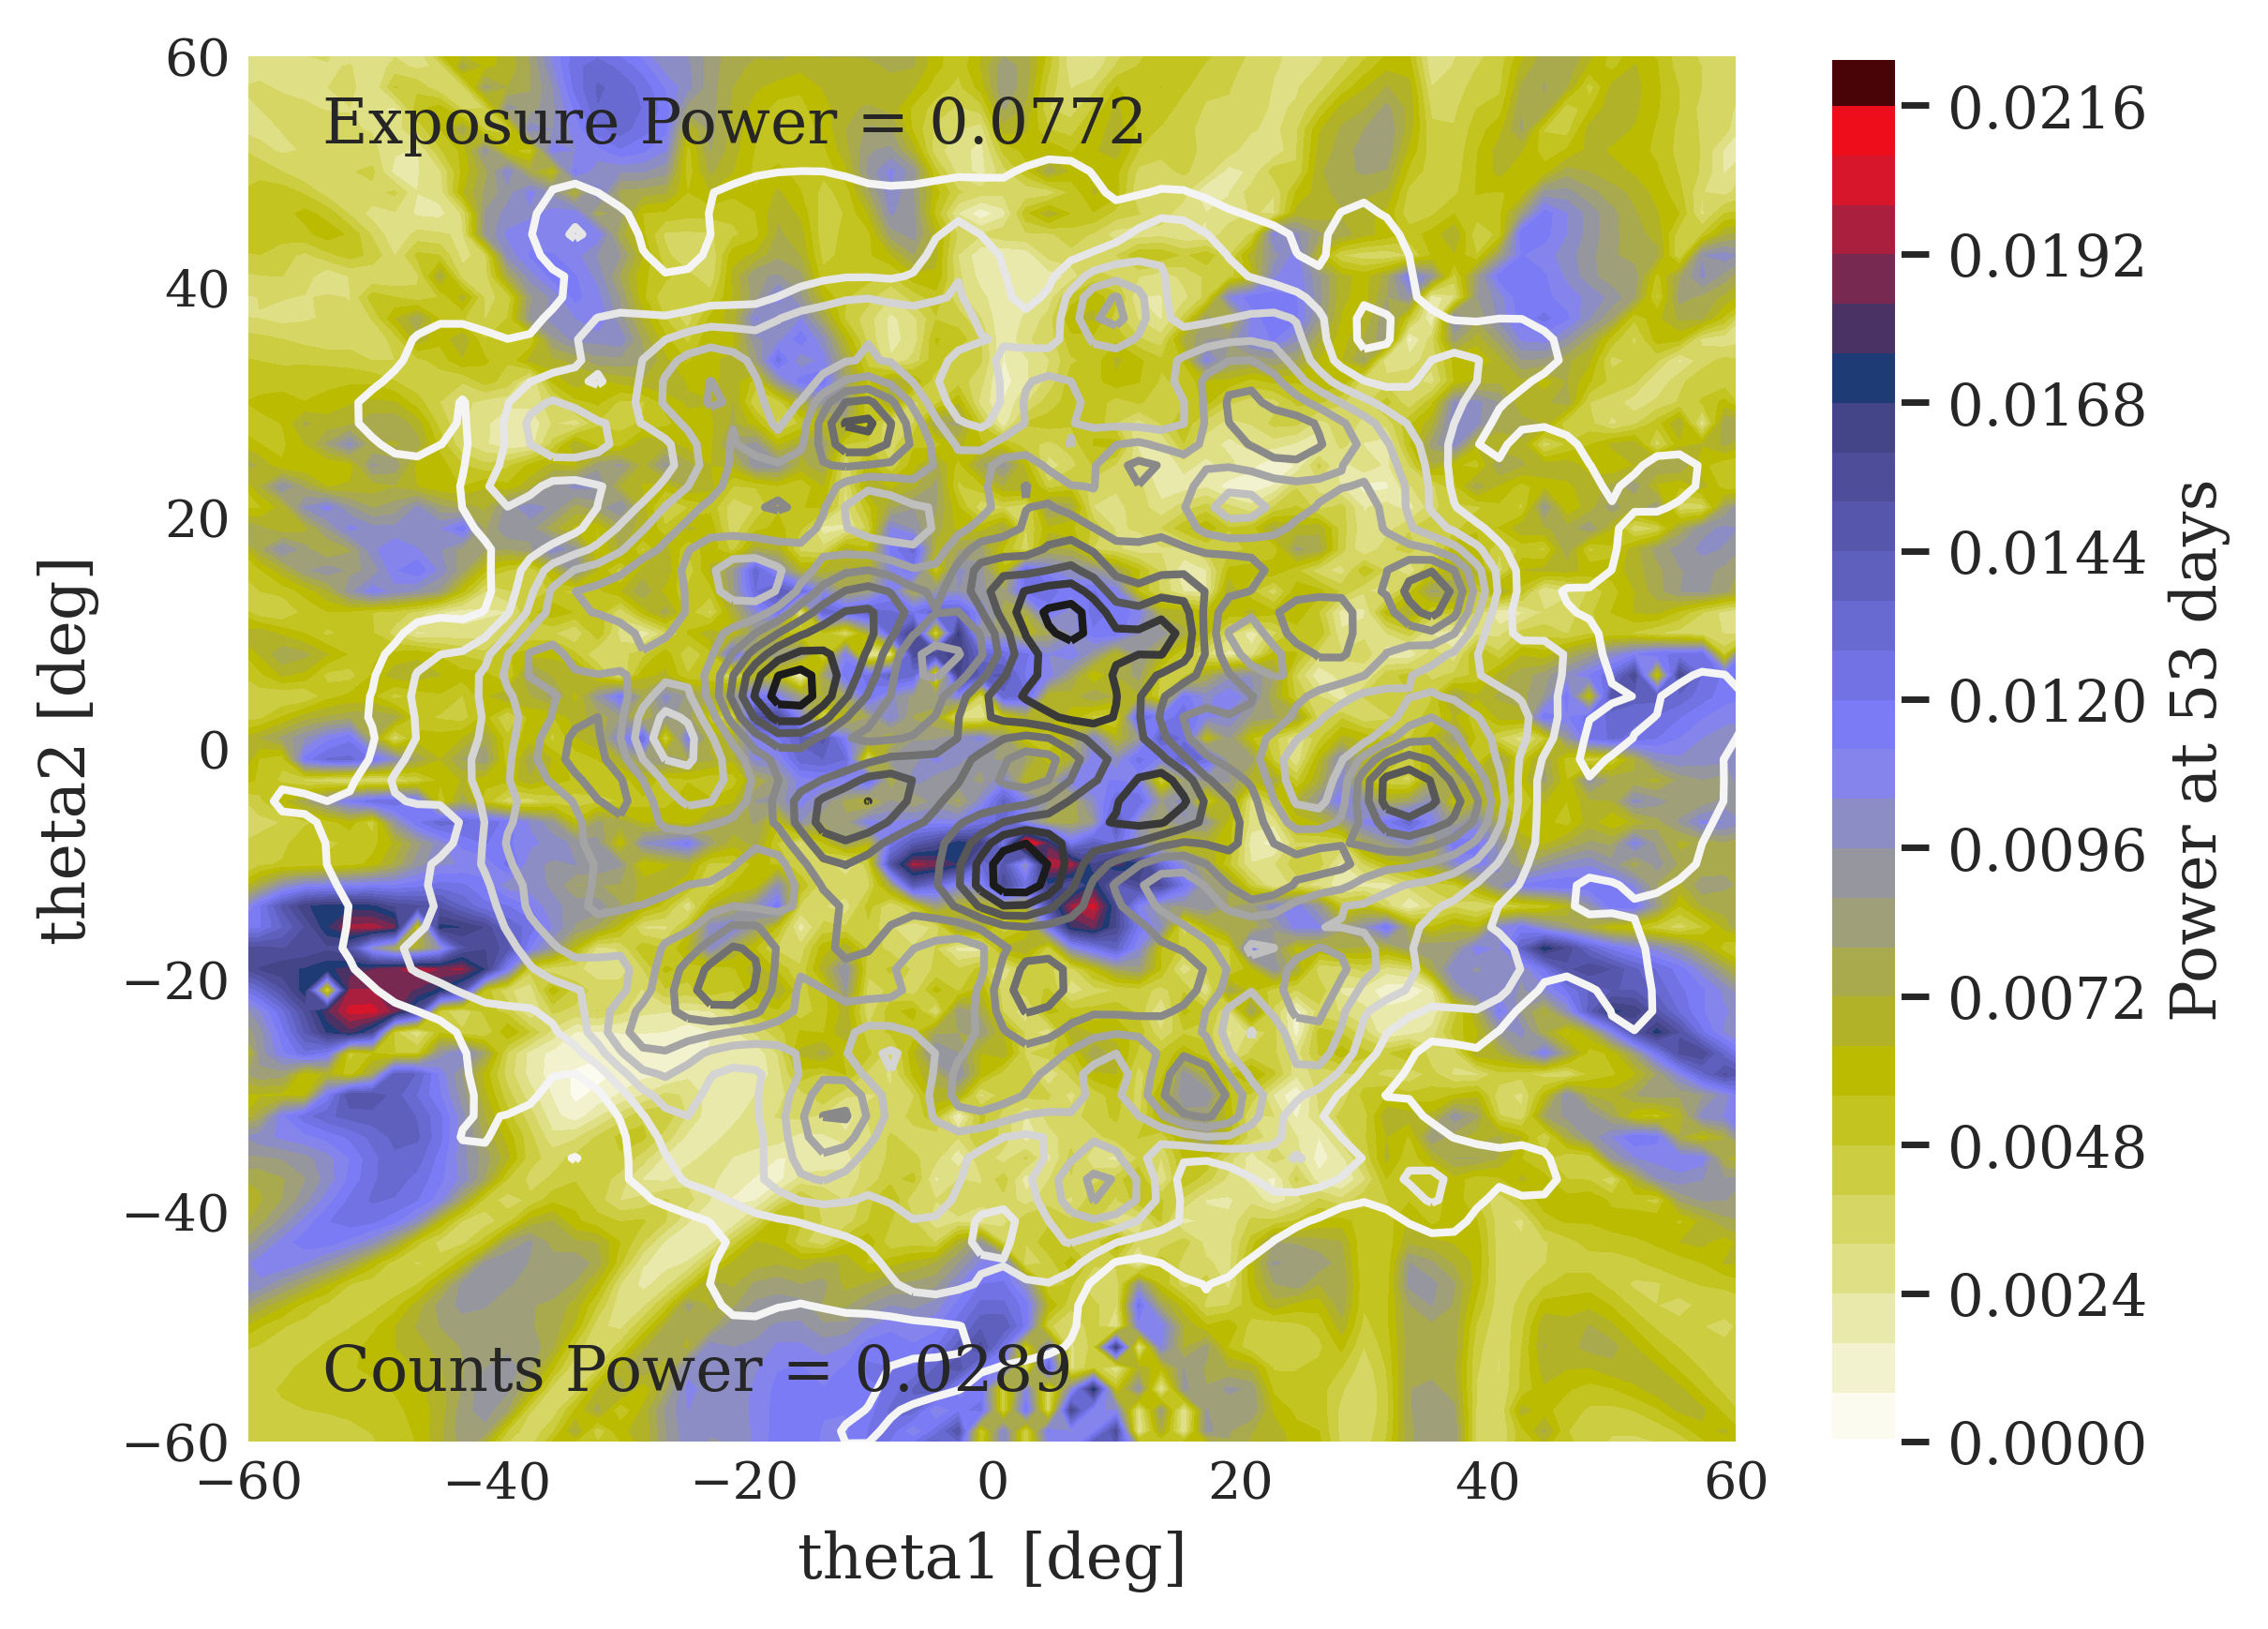 Exposure Power = 0.0772
Counts Power = 0.0289
60
40
20
0
−20
−40
−60
theta2 [deg]
−60 −40 −20 0 20 40 60
theta1 [deg]
0.0216
0.0192
0.0168
0.0144
0.0120
0.0096
0.0072
0.0048
0.0024
0.0000
Power at 53 days